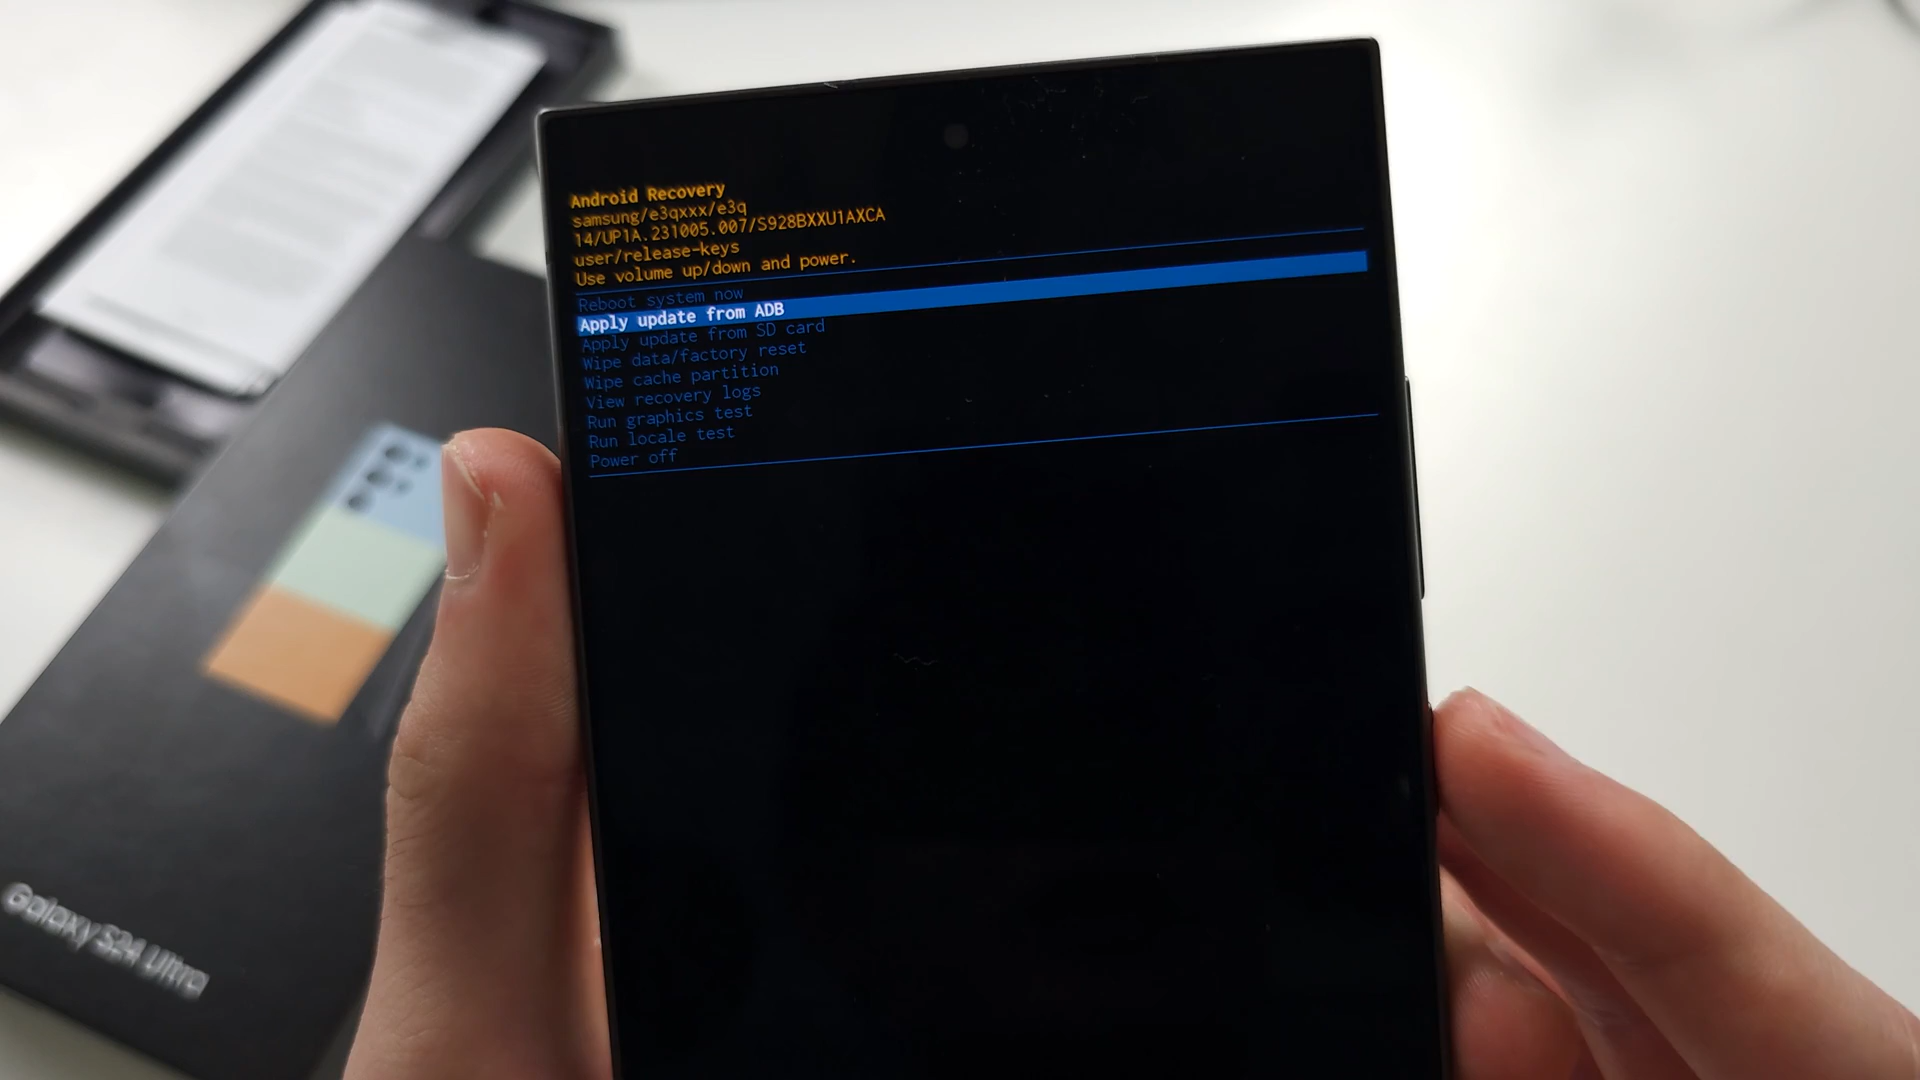 Android Recovery
samsung/e3qxxx/e3q
14/UP1A.231005.007/S928BXXU1AXCA
user/release-keys
Use volume up/down and power.
Reboot system now
Apply update from ADB
Apply update from SD card
Wipe data/factory reset
Wipe cache partition
View recovery logs
Run graphics test
Run locale test
Power off
Galaxy S24 Ultra